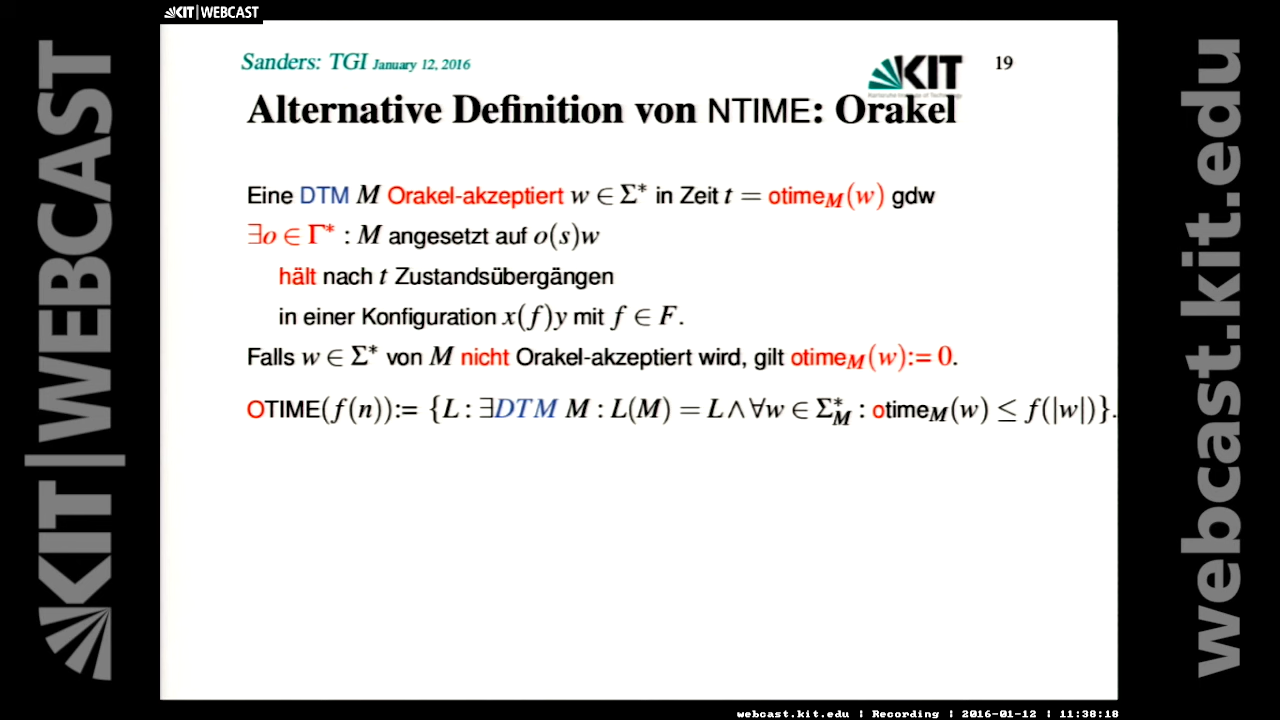 KIT|WEBCAST
KIT|WEBCAST
Sanders: TGI January 12, 2016
KIT
19
Alternative Definition von NTIME: Orakel
Eine DTM M Orakel-akzeptiert w ∈ Σ* in Zeit t = otime_M(w) gdw
∃o ∈ Γ* : M angesetzt auf o(s)w
hält nach t Zustandsübergängen
in einer Konfiguration x(f)y mit f ∈ F.
Falls w ∈ Σ* von M nicht Orakel-akzeptiert wird, gilt otime_M(w):= 0.
OTIME(f(n)):= {L : ∃DTM M : L(M) = L ∧ ∀w ∈ Σ*_M : otime_M(w) ≤ f(|w|)}.
webcast.kit.edu
webcast.kit.edu | Recording | 2016-01-12 | 11:38:18